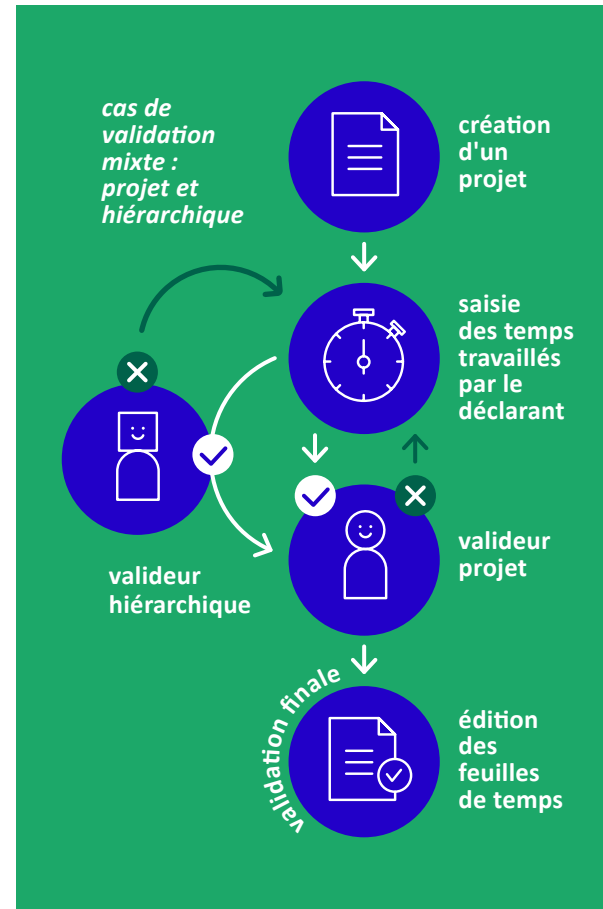 cas de
validation
mixte :
projet et
hiérarchique
création
d'un
projet
saisie
des temps
travaillés
par le
déclarant
valideur
hiérarchique
valideur
projet
validation finale
édition
des
feuilles
de temps